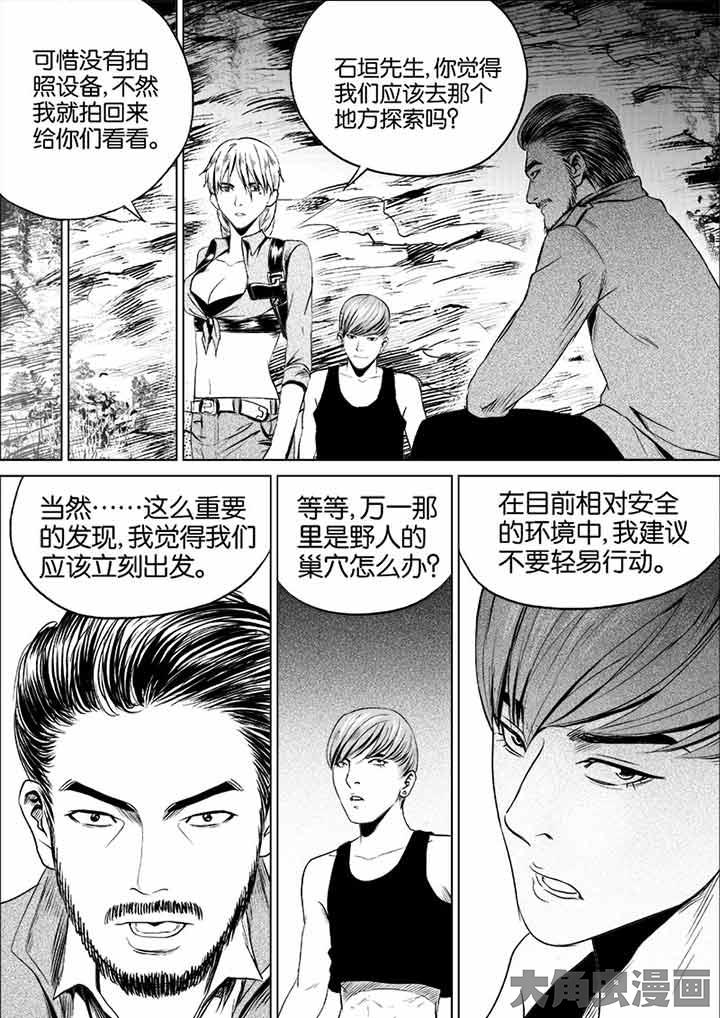 可惜没有拍
照设备,不然
我就拍回来
给你们看看。
石垣先生,你觉得
我们应该去那个
地方探索吗?
当然……这么重要
的发现,我觉得我们
应该立刻出发。
等等,万一那
里是野人的
巢穴怎么办?
在目前相对安全
的环境中,我建议
不要轻易行动。
大角虫漫画